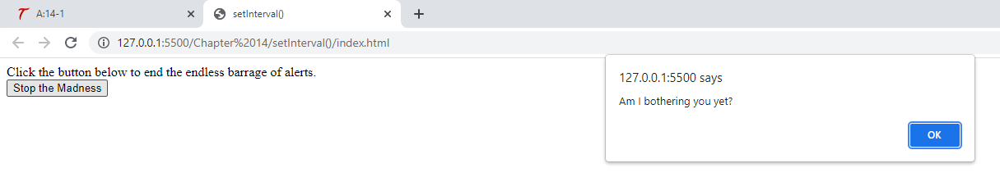 A:14-1
setInterval()
127.0.0.1:5500/Chapter%2014/setInterval()/index.html
Click the button below to end the endless barrage of alerts.
Stop the Madness
127.0.0.1:5500 says
Am I bothering you yet?
OK